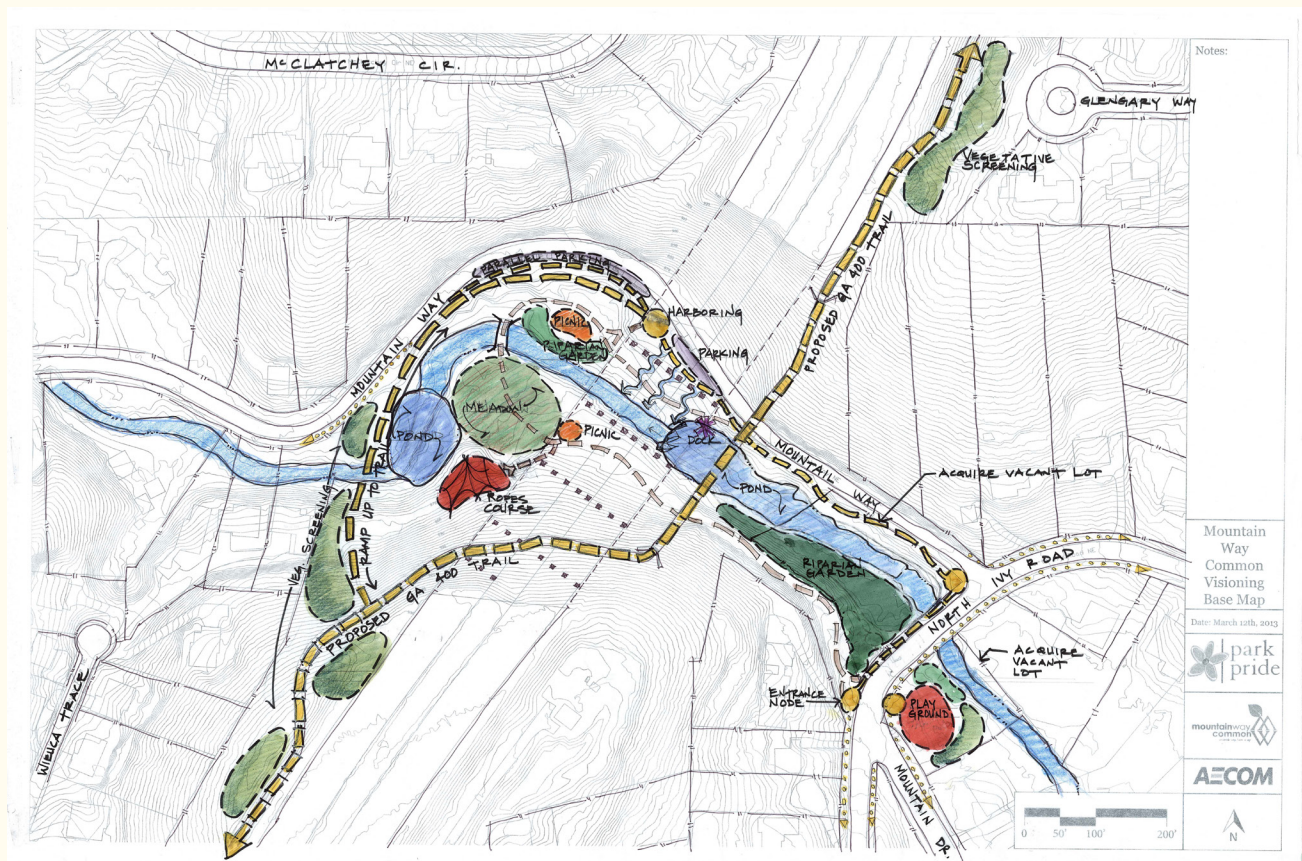 McCLATCHEY CIR.
GLENGARY WAY
VEGETATIVE
SCREENING
PROPOSED GA 400 TRAIL
PARALLEL PARKING
MOUNTAIN WAY
HARBORING
PICNIC
RIPARIAN
GARDEN
PARKING
MEADOW
POND
PICNIC
DOCK
MOUNTAIL WAY
ACQUIRE VACANT LOT
ROPES
COURSE
POND
VEG. SCREENING
RAMP UP TO TRAIL
PROPOSED GA 400 TRAIL
RIPARIAN
GARDEN
NORTH IVY ROAD
ACQUIRE
VACANT
LOT
ENTRANCE
NODE
PLAY
GROUND
WIEUCA TRACE
MOUNTAIN DR.
Notes:
Mountain
Way
Common
Visioning
Base Map
Date: March 12th, 2013
park
pride
mountainway
common
AECOM
0 50' 100' 200'
N